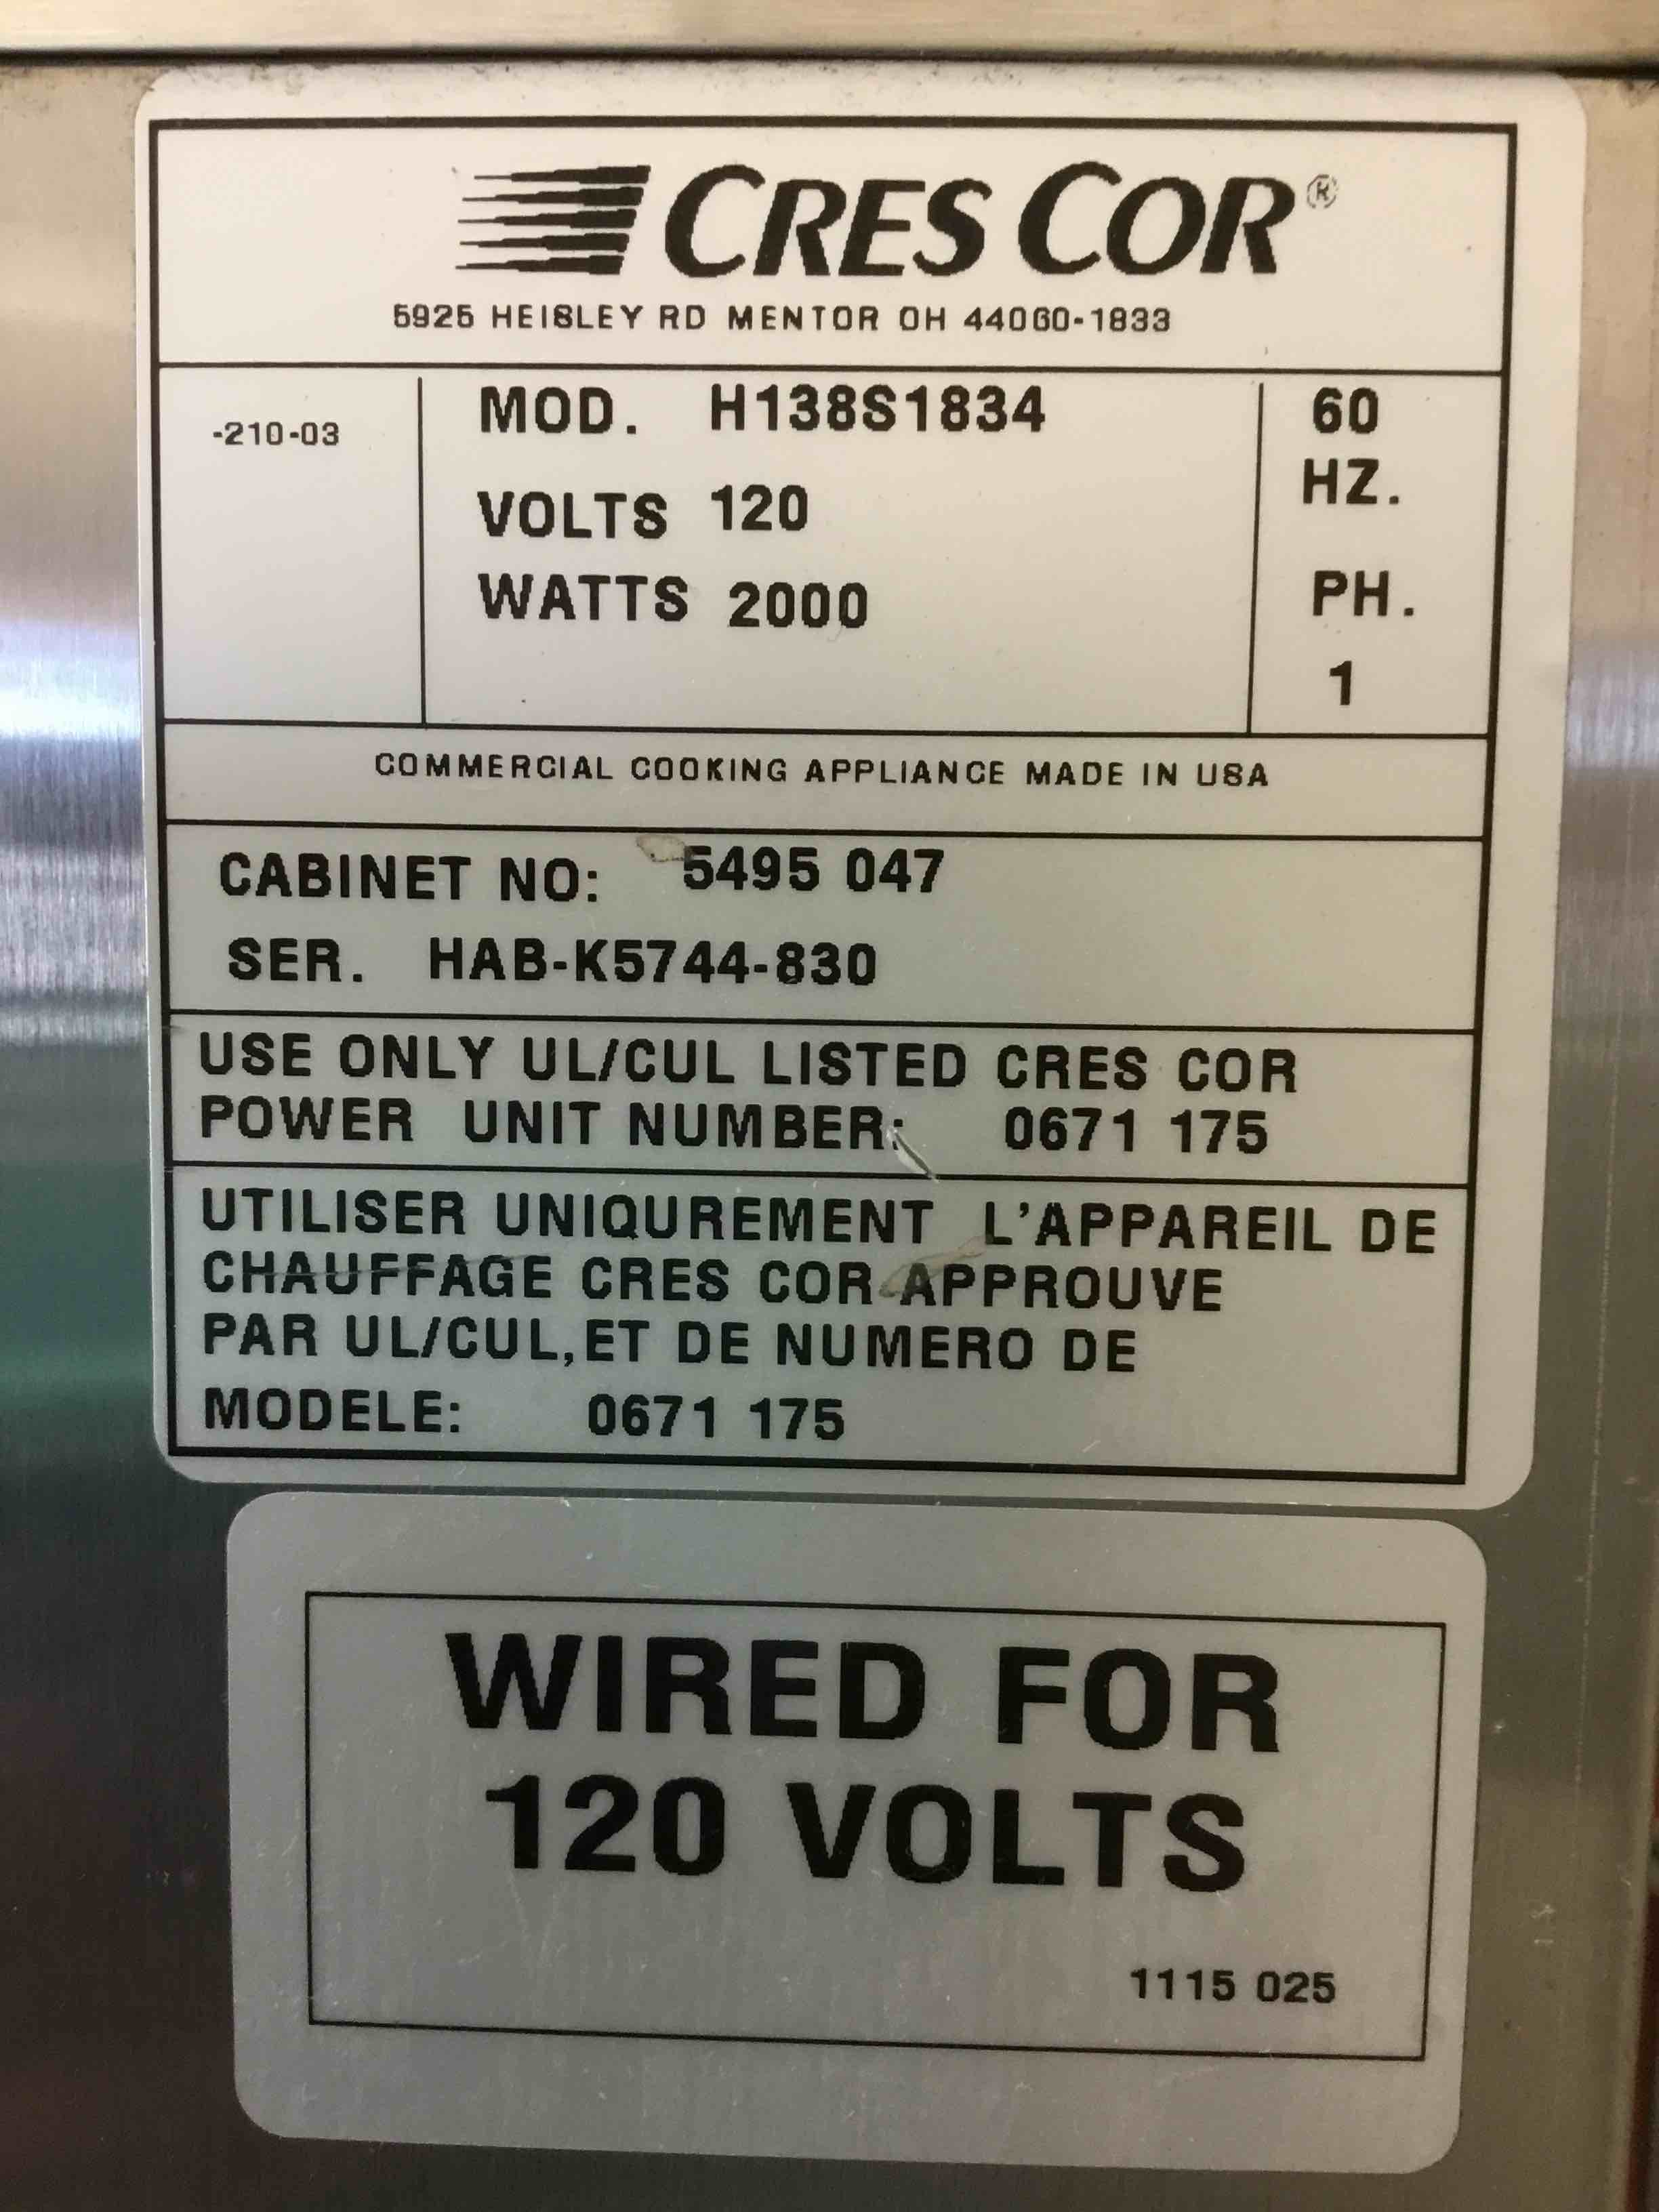 CRES COR®
5925 HEISLEY RD MENTOR OH 44060-1833
-210-03
MOD. H138S1834
VOLTS 120
WATTS 2000
60
HZ.
PH.
1
COMMERCIAL COOKING APPLIANCE MADE IN USA
CABINET NO: 5495 047
SER. HAB-K5744-830
USE ONLY UL/CUL LISTED CRES COR
POWER UNIT NUMBER: 0671 175
UTILISER UNIQUREMENT L'APPAREIL DE
CHAUFFAGE CRES COR APPROUVE
PAR UL/CUL,ET DE NUMERO DE
MODELE: 0671 175
WIRED FOR
120 VOLTS
1115 025